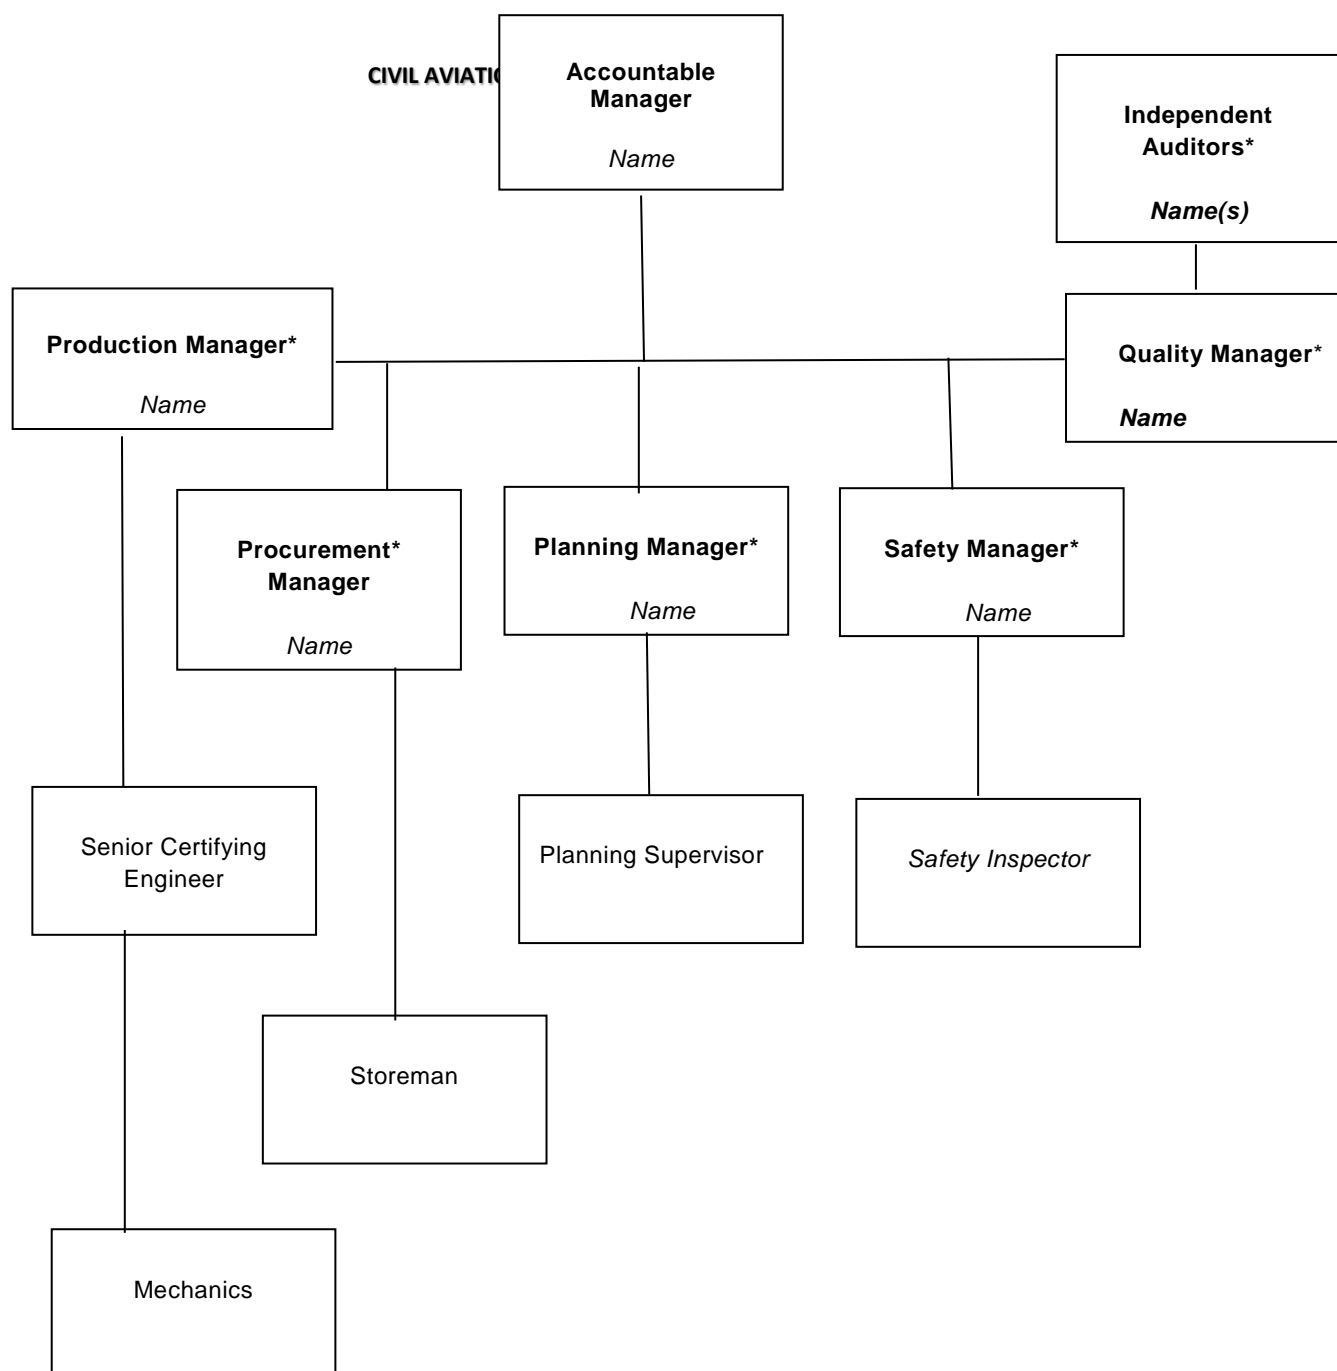 CIVIL
Accountable
Manager
Name
Independent
Auditors*
Name(s)
Production Manager*
Name
Quality Manager*
Name
Procurement*
Manager
Name
Planning Manager*
Name
Safety Manager*
Name
Senior Certifying
Engineer
Planning Supervisor
Safety Inspector
Storeman
Mechanics